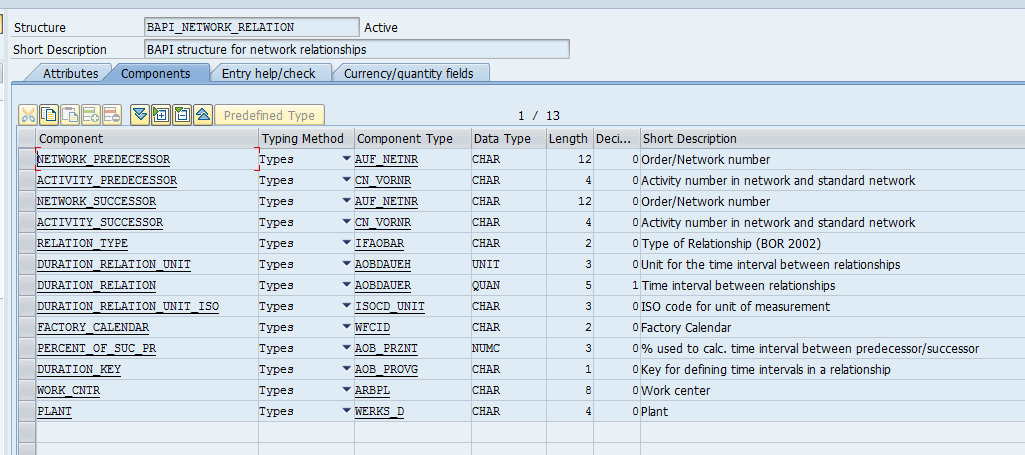 Structure BAPI_NETWORK_RELATION Active
Short Description BAPI structure for network relationships
Attributes Components Entry help/check Currency/quantity fields
Predefined Type 1 / 13
Component Typing Method Component Type Data Type Length Deci... Short Description
NETWORK_PREDECESSOR Types AUF_NETNR CHAR 12 0 Order/Network number
ACTIVITY_PREDECESSOR Types CN_VORNR CHAR 4 0 Activity number in network and standard network
NETWORK_SUCCESSOR Types AUF_NETNR CHAR 12 0 Order/Network number
ACTIVITY_SUCCESSOR Types CN_VORNR CHAR 4 0 Activity number in network and standard network
RELATION_TYPE Types IFAOBAR CHAR 2 0 Type of Relationship (BOR 2002)
DURATION_RELATION_UNIT Types AOBDAUEH UNIT 3 0 Unit for the time interval between relationships
DURATION_RELATION Types AOBDAUER QUAN 5 1 Time interval between relationships
DURATION_RELATION_UNIT_ISO Types ISOCD_UNIT CHAR 3 0 ISO code for unit of measurement
FACTORY_CALENDAR Types WFCID CHAR 2 0 Factory Calendar
PERCENT_OF_SUC_PR Types AOB_PRZNT NUMC 3 0 % used to calc. time interval between predecessor/successor
DURATION_KEY Types AOB_PROVG CHAR 1 0 Key for defining time intervals in a relationship
WORK_CNTR Types ARBPL CHAR 8 0 Work center
PLANT Types WERKS_D CHAR 4 0 Plant